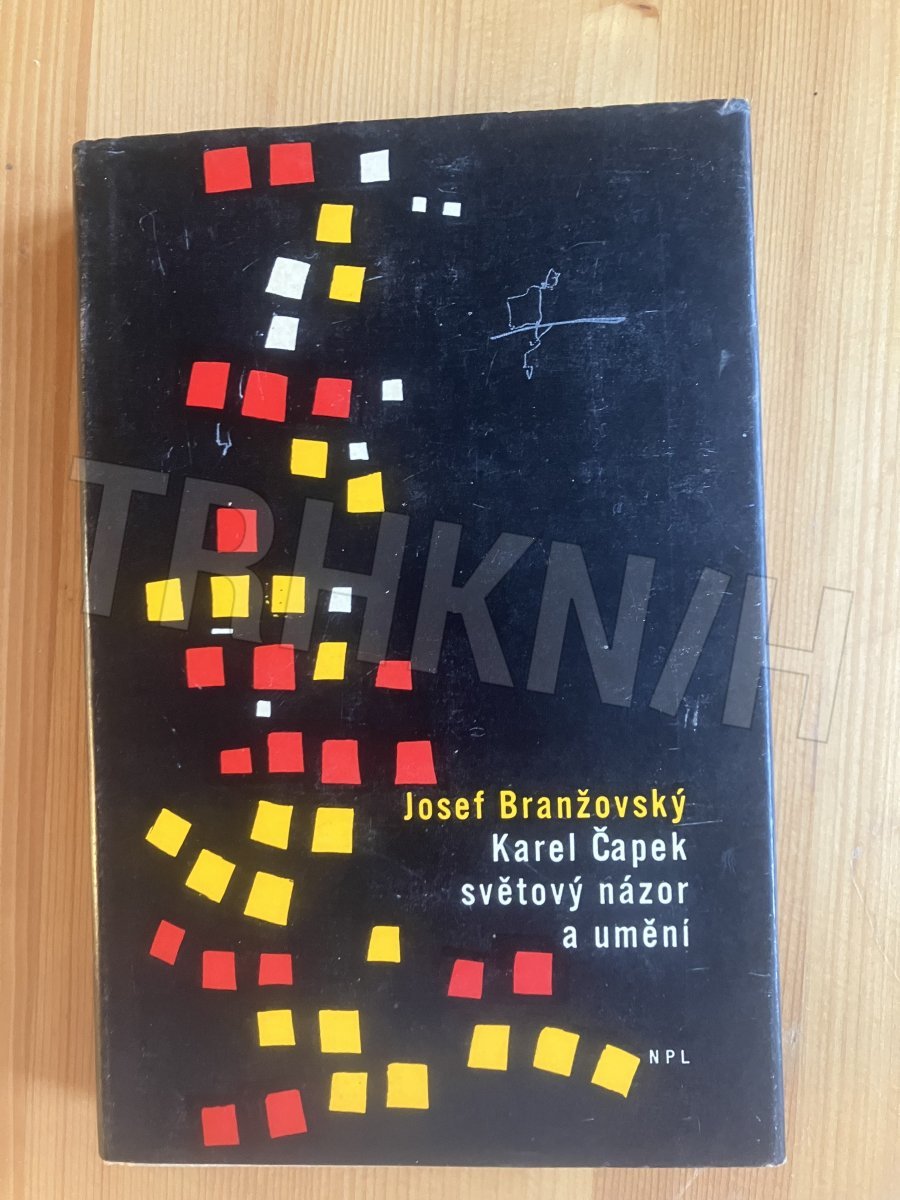 TRHKNIH
Josef Branžovský
Karel Čapek
světový názor
a umění
NPL